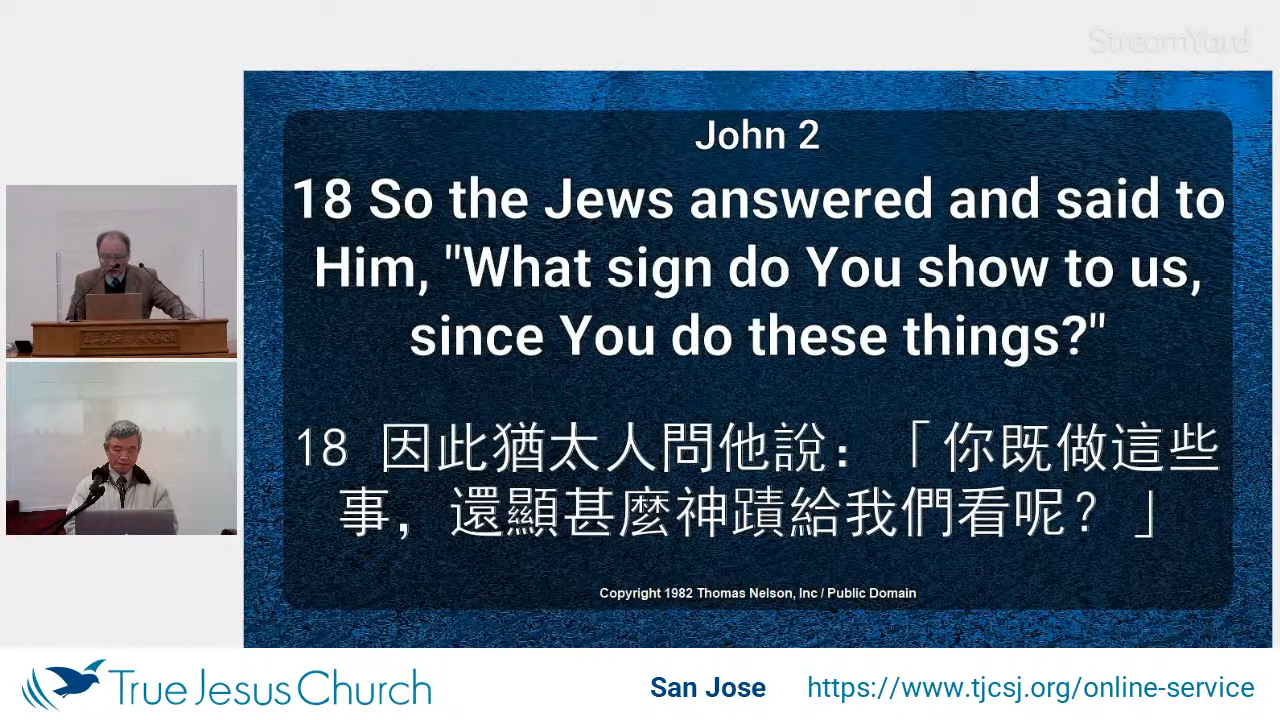 StreamYard
John 2
18 So the Jews answered and said to
Him, "What sign do You show to us,
since You do these things?"
18 因此猶太人問他說：「你既做這些
事，還顯甚麼神蹟給我們看呢？」
Copyright 1982 Thomas Nelson, Inc / Public Domain
True Jesus Church
San Jose
https://www.tjcsj.org/online-service